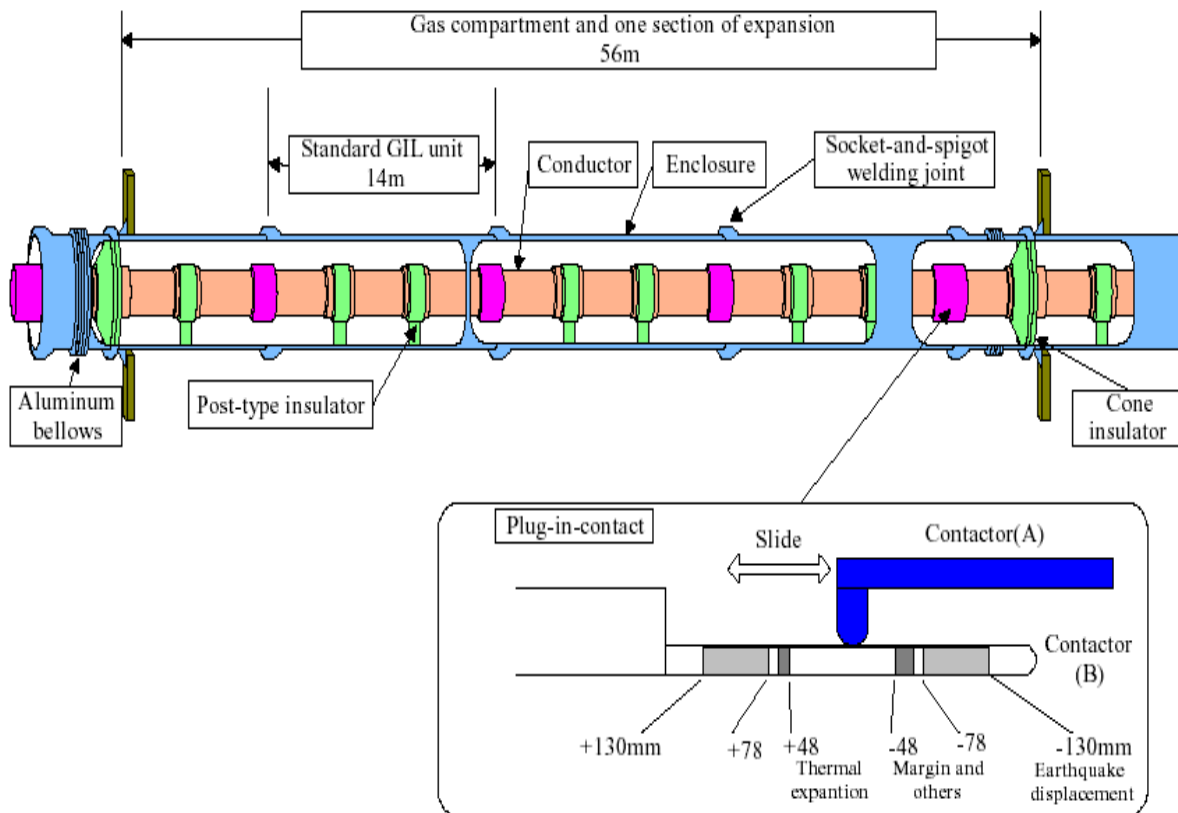 Gas compartment and one section of expansion
56m
Standard GIL unit
14m
Conductor
Enclosure
Socket-and-spigot
welding joint
Aluminum
bellows
Post-type insulator
Cone
insulator
Plug-in-contact
Slide
Contactor(A)
Contactor
(B)
+130mm
+78
+48
-48
-78
-130mm
Thermal
expantion
Margin and
others
Earthquake
displacement